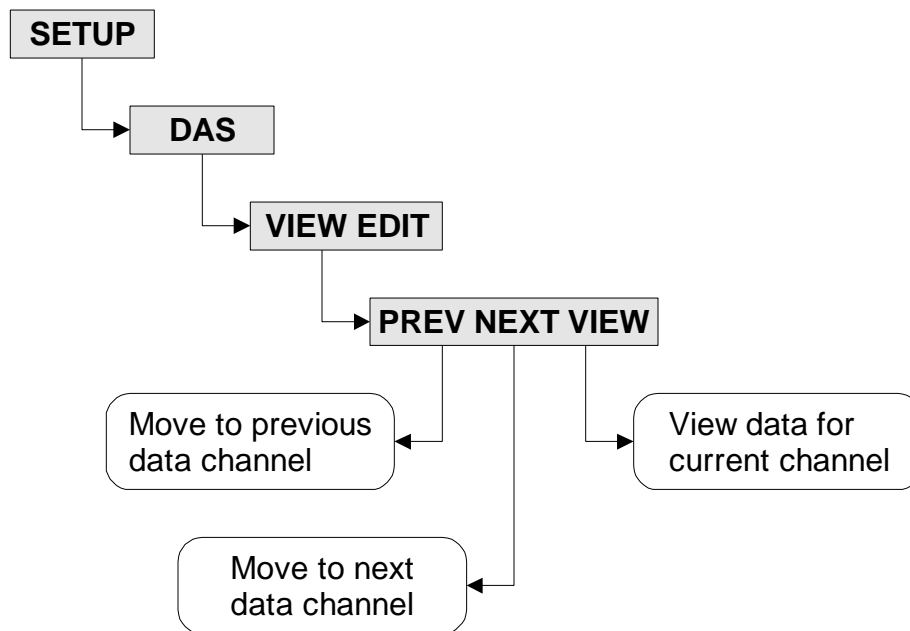 SETUP
DAS
VIEW EDIT
PREV NEXT VIEW
Move to previous
data channel
View data for
current channel
Move to next
data channel